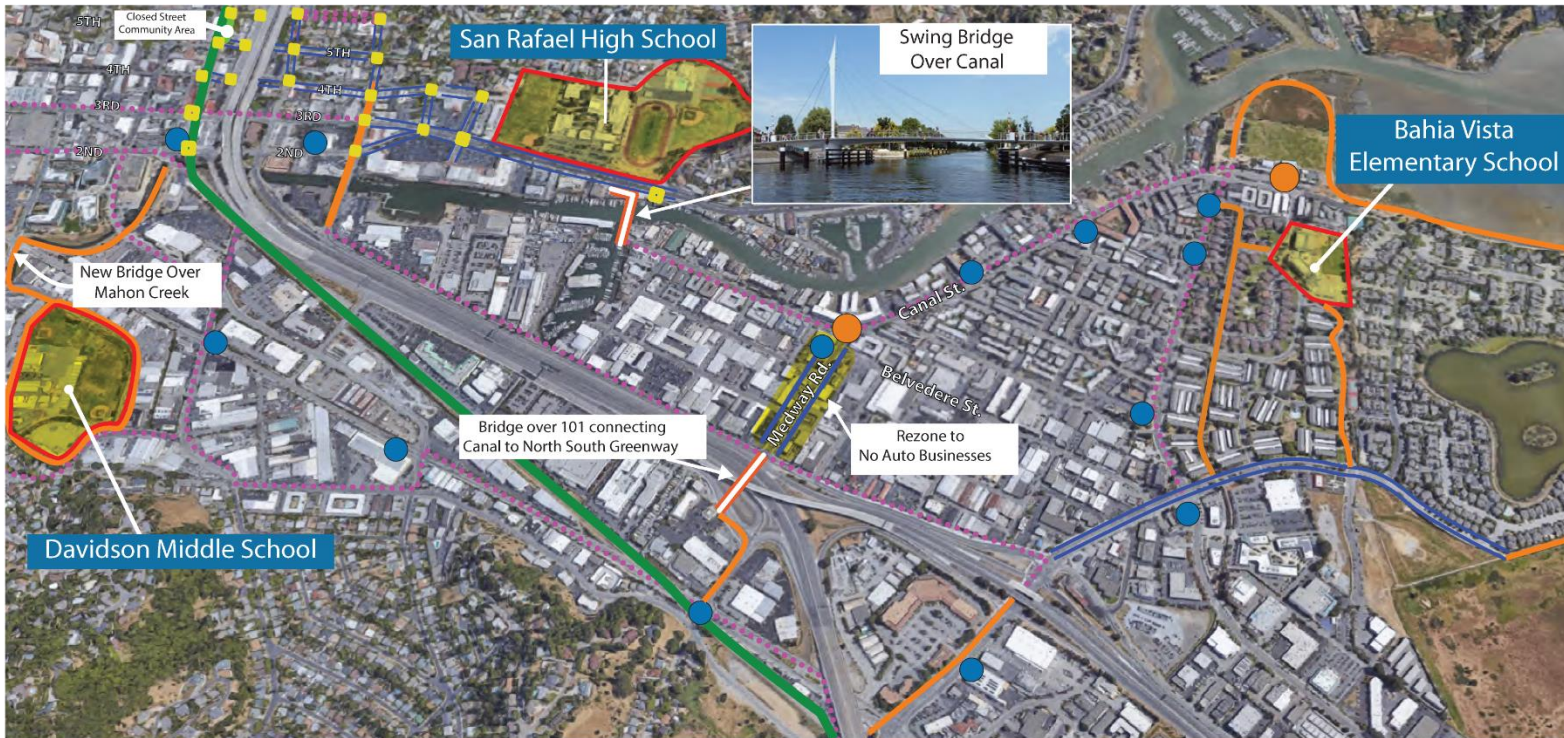 5TH
Closed Street
Community Area
San Rafael High School
Swing Bridge
Over Canal
5TH
4TH
4TH
3RD
3RD
2ND
2ND
Bahia Vista
Elementary School
New Bridge Over
Mahon Creek
Canal St.
Belvedere St.
Medway Rd.
Bridge over 101 connecting
Canal to North South Greenway
Rezone to
No Auto Businesses
Davidson Middle School